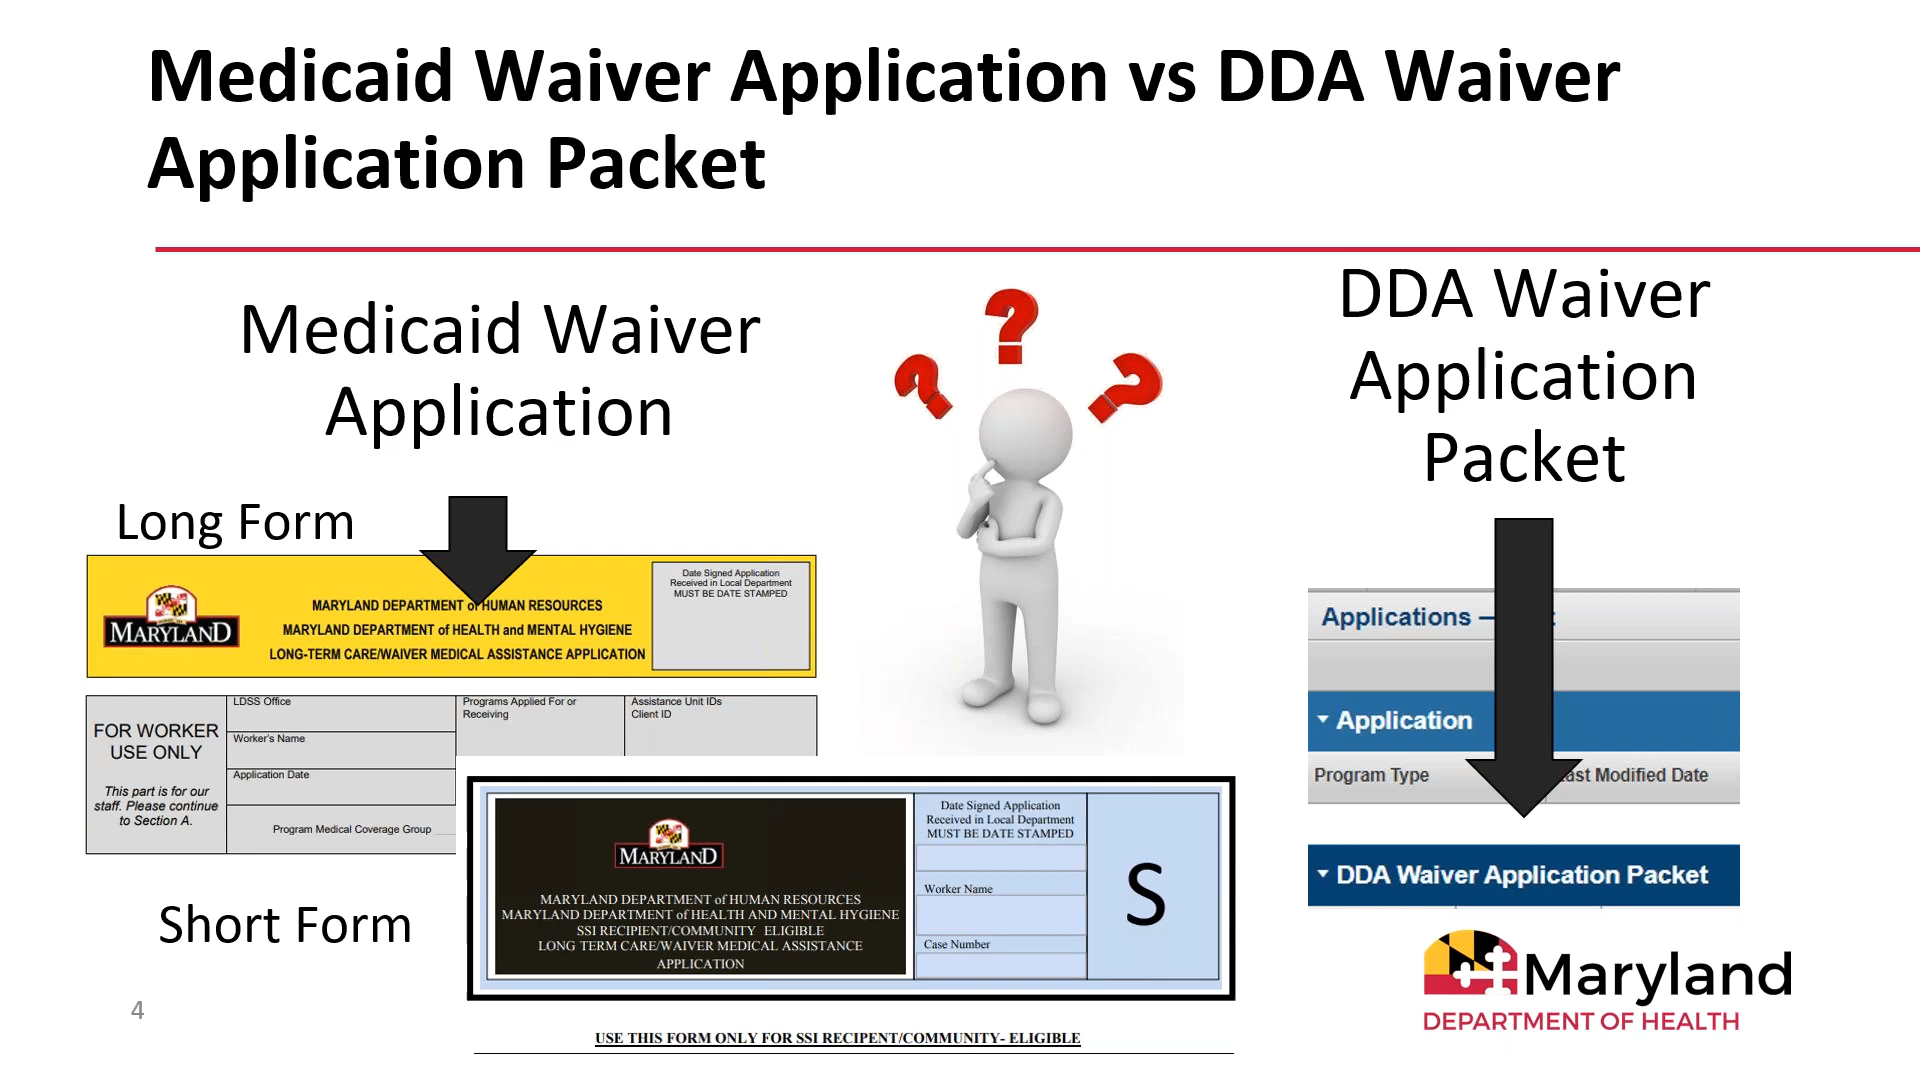 Medicaid Waiver Application vs DDA Waiver
Application Packet
Medicaid Waiver
Application
Long Form
MARYLAND
MARYLAND DEPARTMENT of HUMAN RESOURCES
MARYLAND DEPARTMENT of HEALTH and MENTAL HYGIENE
LONG-TERM CARE/WAIVER MEDICAL ASSISTANCE APPLICATION
Date Signed Application
Received in Local Department
MUST BE DATE STAMPED
FOR WORKER
USE ONLY
This part is for our
staff. Please continue
to Section A.
LDSS Office
Worker's Name
Application Date
Program Medical Coverage Group
Programs Applied For or
Receiving
Assistance Unit IDs
Client ID
Short Form
MARYLAND
MARYLAND DEPARTMENT of HUMAN RESOURCES
MARYLAND DEPARTMENT of HEALTH AND MENTAL HYGIENE
SSI RECIPIENT/COMMUNITY ELIGIBLE
LONG TERM CARE/WAIVER MEDICAL ASSISTANCE
APPLICATION
Date Signed Application
Received in Local Department
MUST BE DATE STAMPED
Worker Name
Case Number
S
USE THIS FORM ONLY FOR SSI RECIPENT/COMMUNITY- ELIGIBLE
? ? ?
DDA Waiver
Application
Packet
Applications —
Application
Program Type
Modified Date
DDA Waiver Application Packet
Maryland
DEPARTMENT OF HEALTH
4